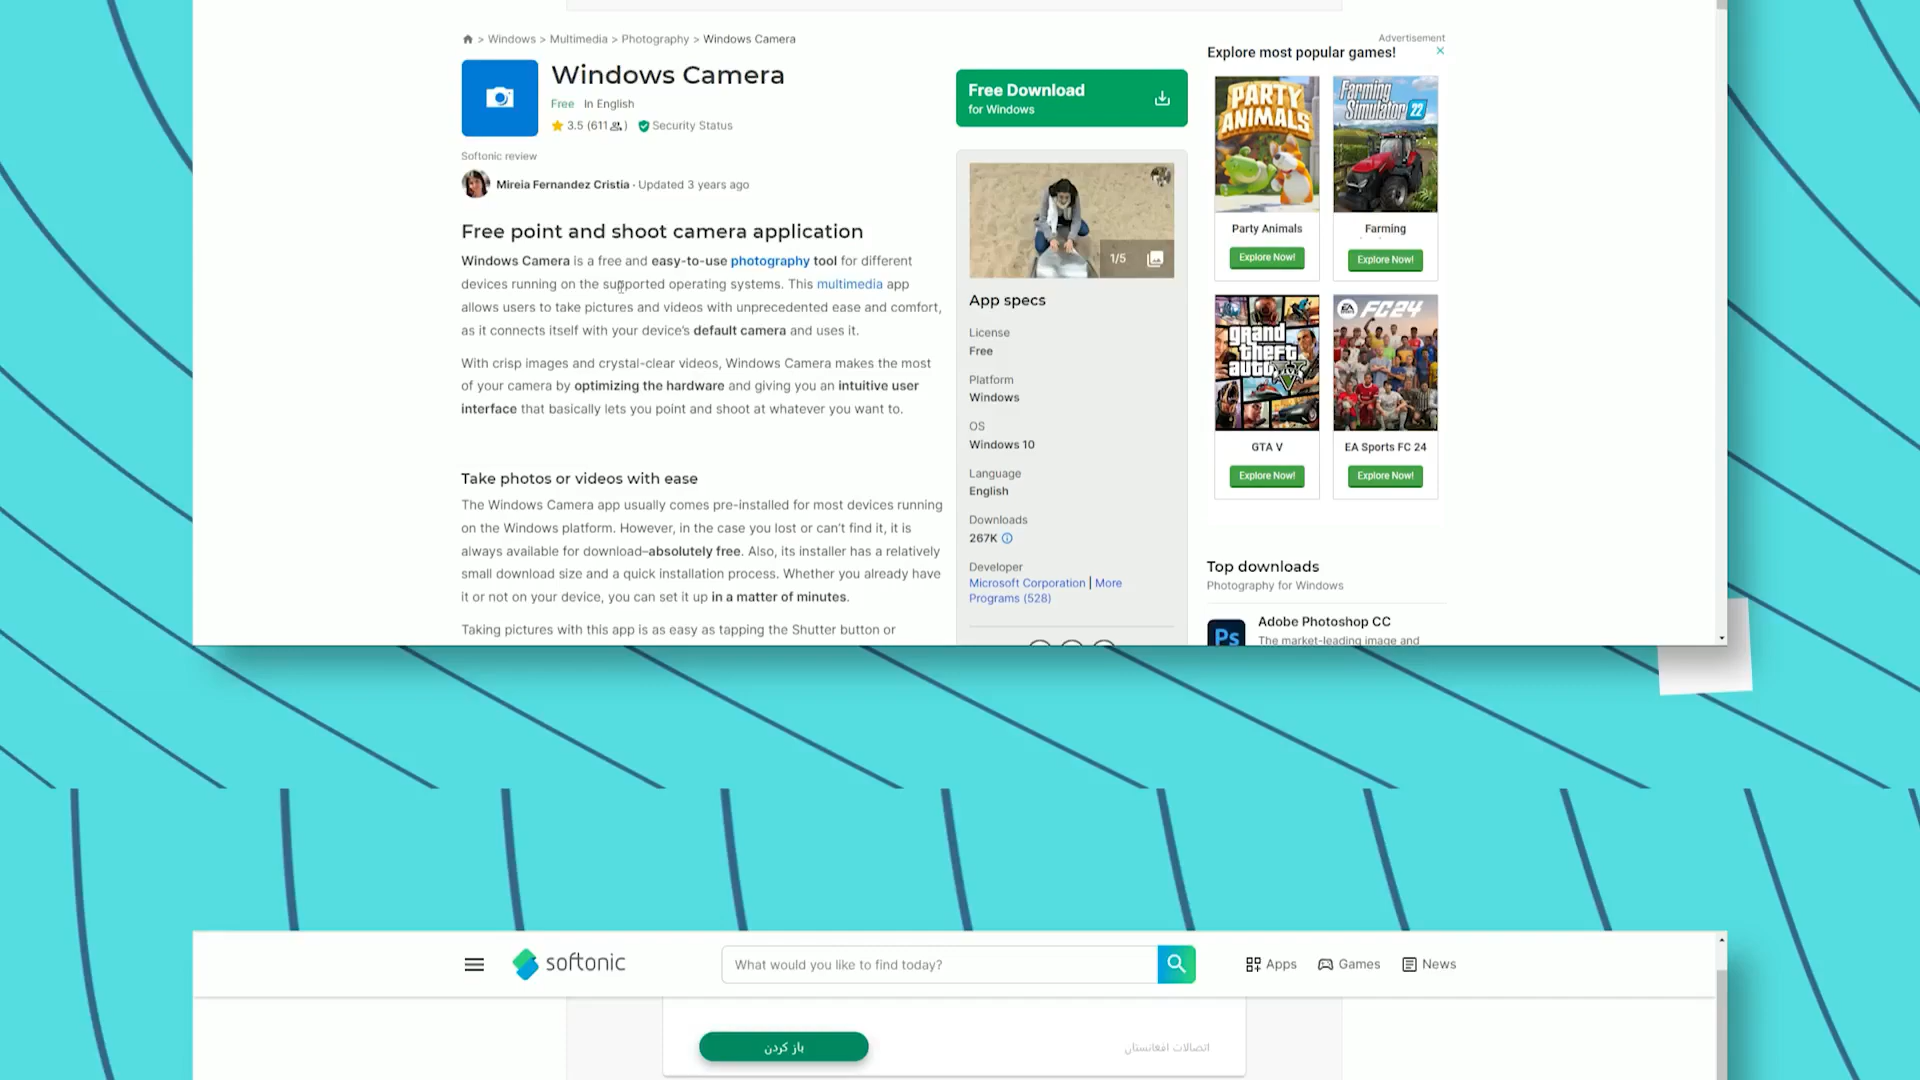 Windows > Multimedia > Photography > Windows Camera
Windows Camera
Free In English
3.5 (611) Security Status
Softonic review
Mireia Fernandez Cristia · Updated 3 years ago
Free point and shoot camera application
Windows Camera is a free and easy-to-use photography tool for different
devices running on the supported operating systems. This multimedia app
allows users to take pictures and videos with unprecedented ease and comfort,
as it connects itself with your device's default camera and uses it.
With crisp images and crystal-clear videos, Windows Camera makes the most
of your camera by optimizing the hardware and giving you an intuitive user
interface that basically lets you point and shoot at whatever you want to.
Take photos or videos with ease
The Windows Camera app usually comes pre-installed for most devices running
on the Windows platform. However, in the case you lost or can't find it, it is
always available for download–absolutely free. Also, its installer has a relatively
small download size and a quick installation process. Whether you already have
it or not on your device, you can set it up in a matter of minutes.
Taking pictures with this app is as easy as tapping the Shutter button or
Free Download
for Windows
1/5
App specs
License
Free
Platform
Windows
OS
Windows 10
Language
English
Downloads
267K
Developer
Microsoft Corporation | More
Programs (528)
Advertisement
Explore most popular games!
PARTY
ANIMALS
Party Animals
Explore Now!
Farming
Simulator 22
Farming
Explore Now!
grand
theft
auto V
GTA V
Explore Now!
EA SPORTS FC 24
EA Sports FC 24
Explore Now!
Top downloads
Photography for Windows
Ps
Adobe Photoshop CC
The market-leading image and
softonic
What would you like to find today?
Apps
Games
News
باز کردن
اتصالات افغانستان